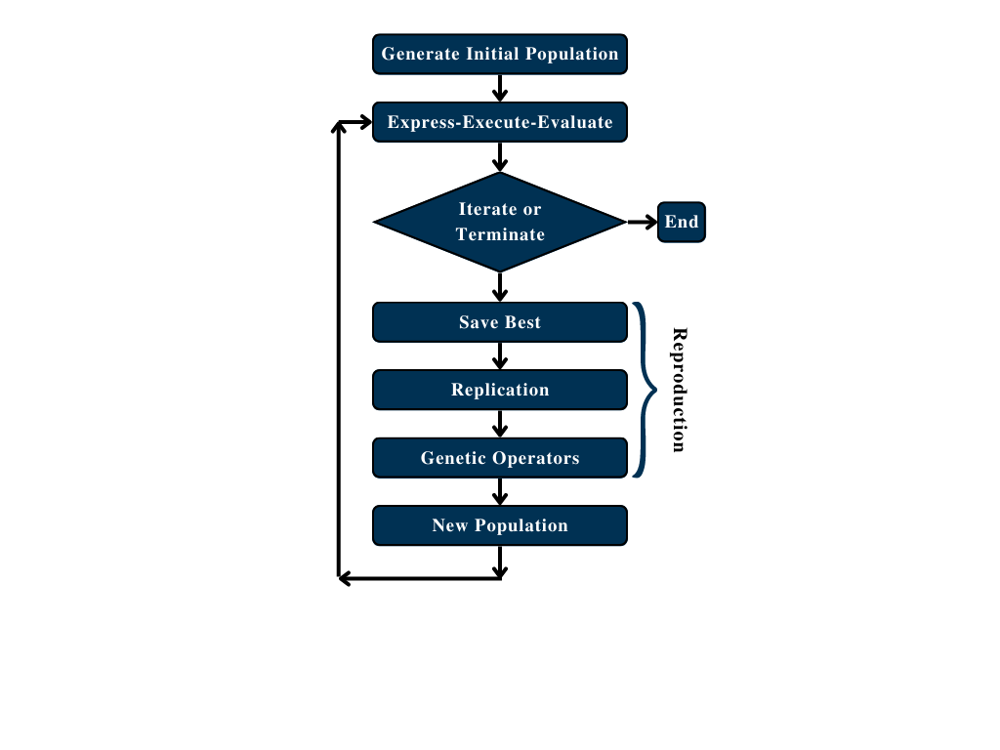 Generate Initial Population
Express-Execute-Evaluate
Iterate or
Terminate
End
Save Best
Replication
Genetic Operators
Reproduction
New Population